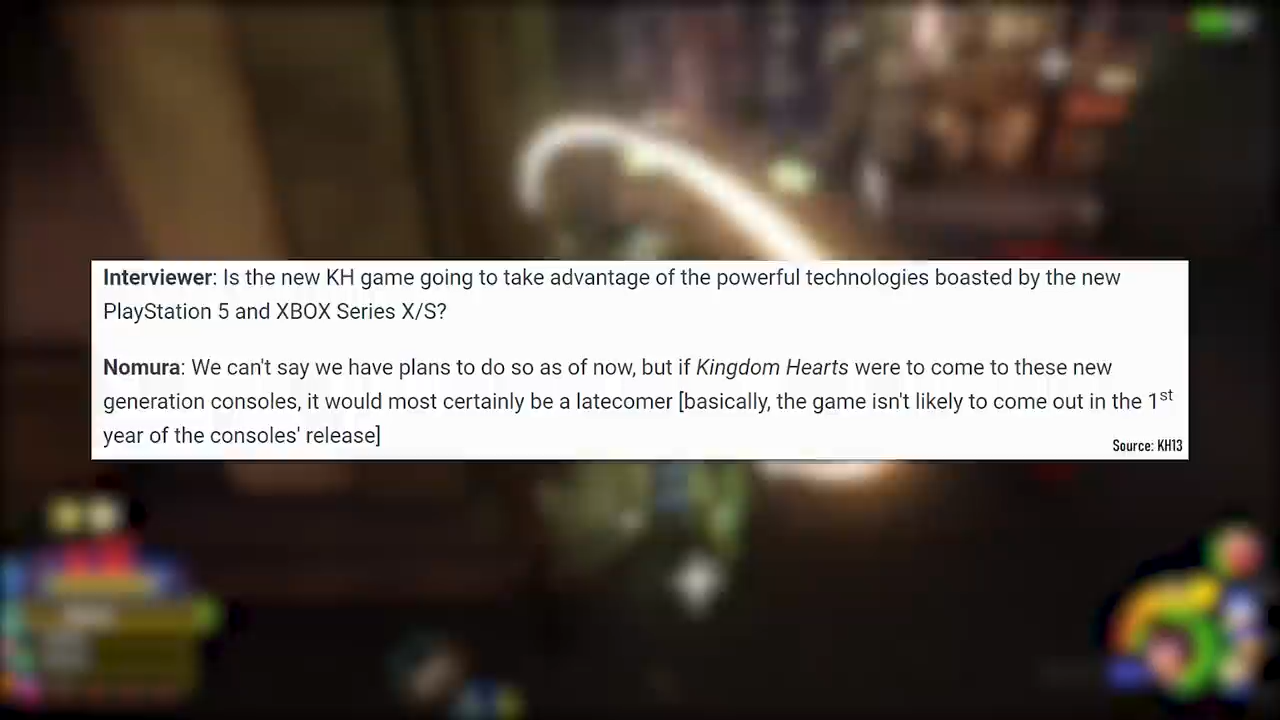 Interviewer: Is the new KH game going to take advantage of the powerful technologies boasted by the new
PlayStation 5 and XBOX Series X/S?
Nomura: We can't say we have plans to do so as of now, but if Kingdom Hearts were to come to these new
generation consoles, it would most certainly be a latecomer [basically, the game isn't likely to come out in the 1st
year of the consoles' release]
Source: KH13